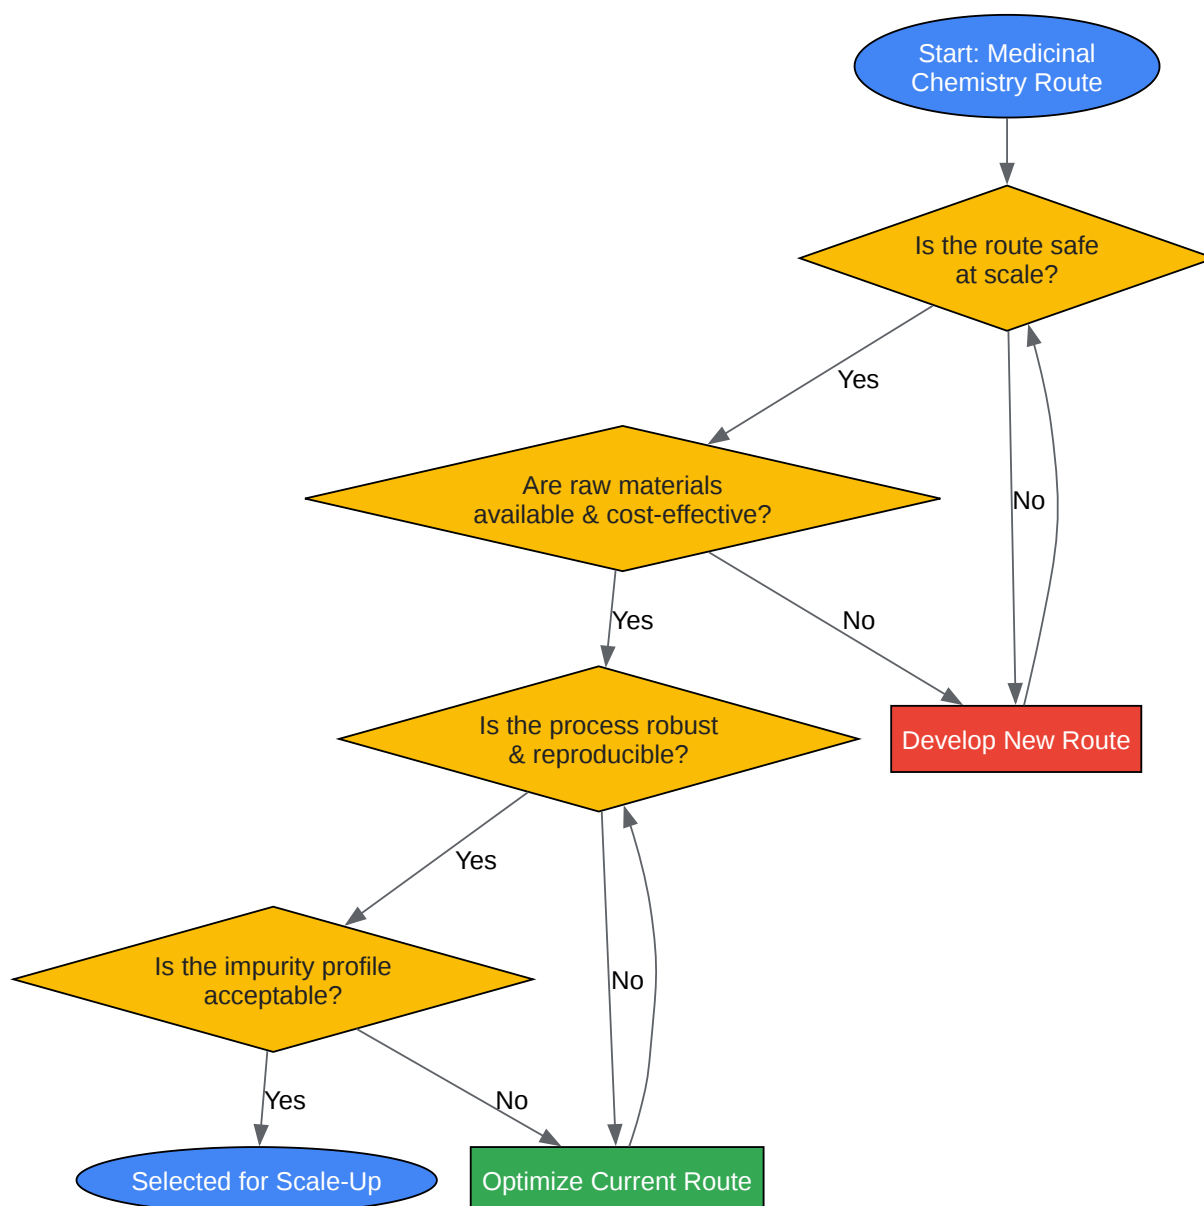 Start: Medicinal
Chemistry Route
Is the route safe
at scale?
Yes
No
Are raw materials
available & cost-effective?
Yes
No
Is the process robust
& reproducible?
Develop New Route
Yes
No
Is the impurity profile
acceptable?
Yes
No
Selected for Scale-Up
Optimize Current Route